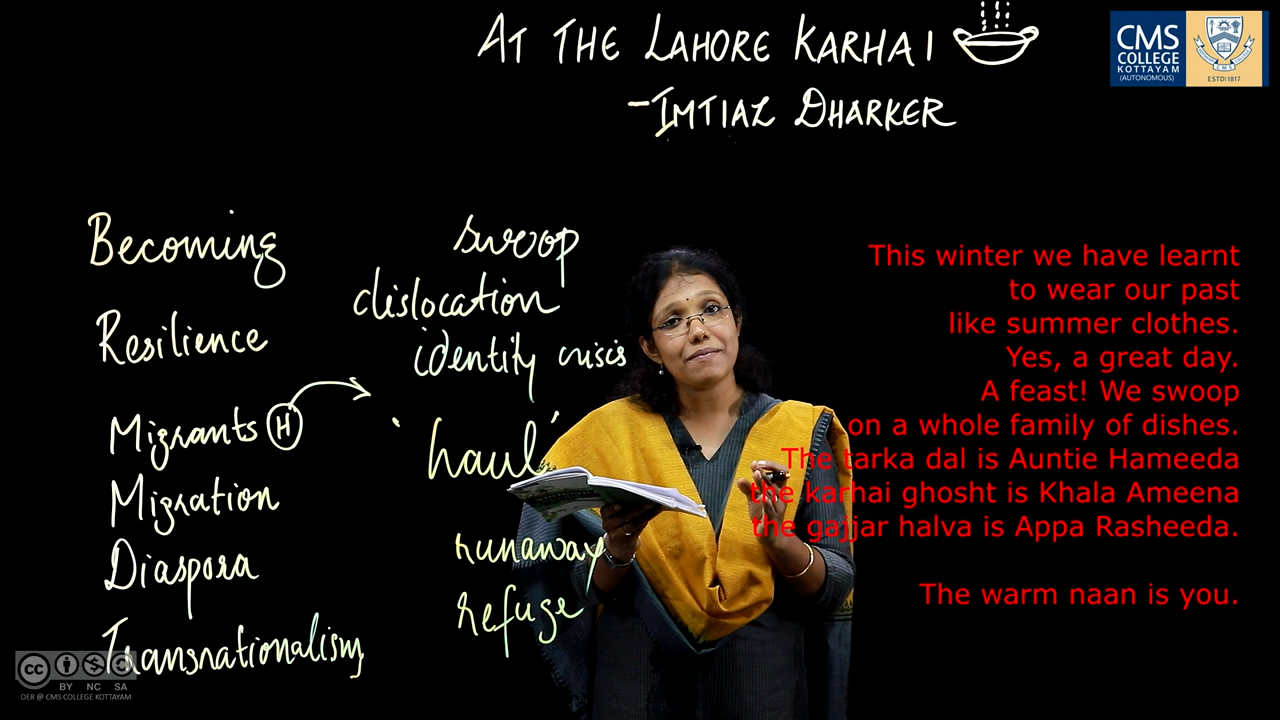 AT THE LAHORE KARHAI
-IMTIAZ DHARKER
CMS
COLLEGE
KOTTAYAM
(AUTONOMOUS)
ESTD:1817
Becoming
Resilience
Migrants H
Migration
Diaspora
Transnationalism
swoop
dislocation
identity crisis
'haul'
runaway
refuge
This winter we have learnt
to wear our past
like summer clothes.
Yes, a great day.
A feast! We swoop
on a whole family of dishes.
The tarka dal is Auntie Hameeda
the karhai ghosht is Khala Ameena
the gajjar halva is Appa Rasheeda.
The warm naan is you.
cc
BY NC SA
OER @ CMS COLLEGE KOTTAYAM